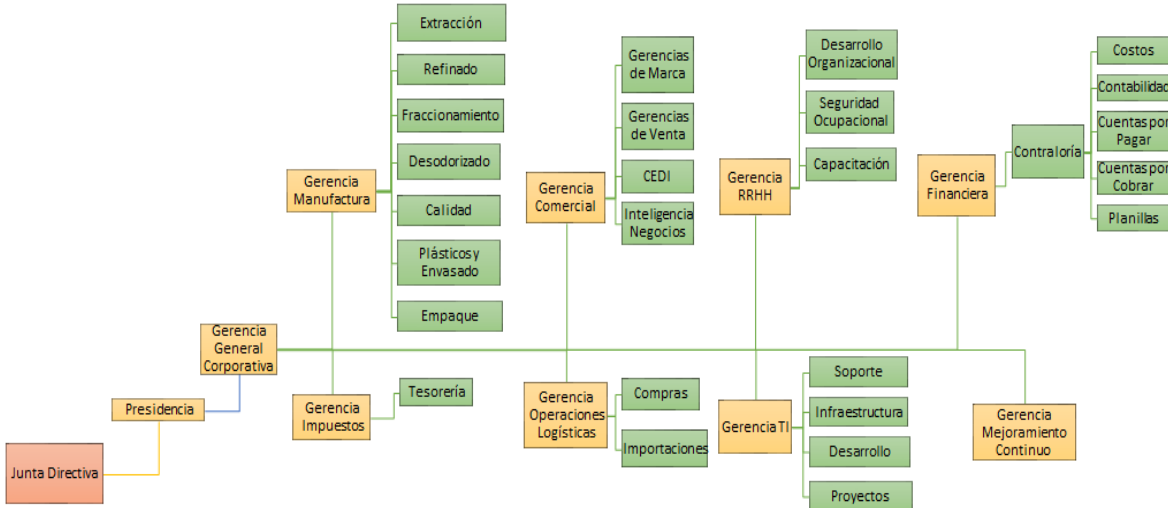 Extracción
Refinado
Fraccionamiento
Desodorizado
Calidad
Plásticos y
Envasado
Empaque
Gerencia
Manufactura
Gerencias
de Marca
Gerencias
de Venta
CEDI
Inteligencia
Negocios
Gerencia
Comercial
Desarrollo
Organizacional
Seguridad
Ocupacional
Capacitación
Gerencia
RRHH
Costos
Contabilidad
Cuentas por
Pagar
Cuentas por
Cobrar
Planillas
Contraloría
Gerencia
Financiera
Gerencia
General
Corporativa
Presidencia
Junta Directiva
Gerencia
Impuestos
Tesorería
Gerencia
Operaciones
Logísticas
Compras
Importaciones
Gerencia TI
Soporte
Infraestructura
Desarrollo
Proyectos
Gerencia
Mejoramiento
Continuo